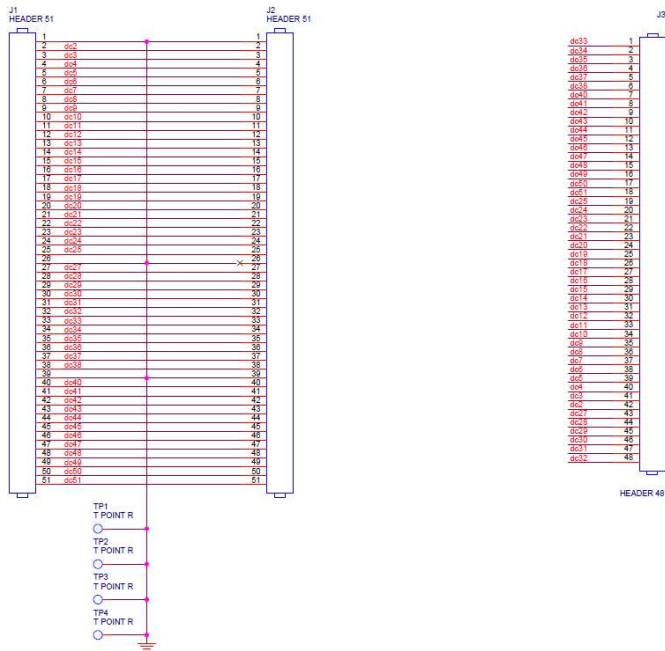 J1
HEADER 51
J2
HEADER 51
1 1
2 dc2 2
3 dc3 3
4 dc4 4
5 dc5 5
6 dc6 6
7 dc7 7
8 dc8 8
9 dc9 9
10 dc10 10
11 dc11 11
12 dc12 12
13 dc13 13
14 dc14 14
15 dc15 15
16 dc16 16
17 dc17 17
18 dc18 18
19 dc19 19
20 dc20 20
21 dc21 21
22 dc22 22
23 dc23 23
24 dc24 24
25 dc25 25
26 26
27 dc27 27
28 dc28 28
29 dc29 29
30 dc30 30
31 dc31 31
32 dc32 32
33 dc33 33
34 dc34 34
35 dc35 35
36 dc36 36
37 dc37 37
38 dc38 38
39 39
40 dc40 40
41 dc41 41
42 dc42 42
43 dc43 43
44 dc44 44
45 dc45 45
46 dc46 46
47 dc47 47
48 dc48 48
49 dc49 49
50 dc50 50
51 dc51 51
TP1
T POINT R
TP2
T POINT R
TP3
T POINT R
TP4
T POINT R
J3
dc33 1
dc34 2
dc35 3
dc36 4
dc37 5
dc38 6
dc40 7
dc41 8
dc42 9
dc43 10
dc44 11
dc45 12
dc46 13
dc47 14
dc48 15
dc49 16
dc50 17
dc51 18
dc25 19
dc24 20
dc23 21
dc22 22
dc21 23
dc20 24
dc19 25
dc18 26
dc17 27
dc16 28
dc15 29
dc14 30
dc13 31
dc12 32
dc11 33
dc10 34
dc9 35
dc8 36
dc7 37
dc6 38
dc5 39
dc4 40
dc3 41
dc2 42
dc27 43
dc28 44
dc29 45
dc30 46
dc31 47
dc32 48
HEADER 48